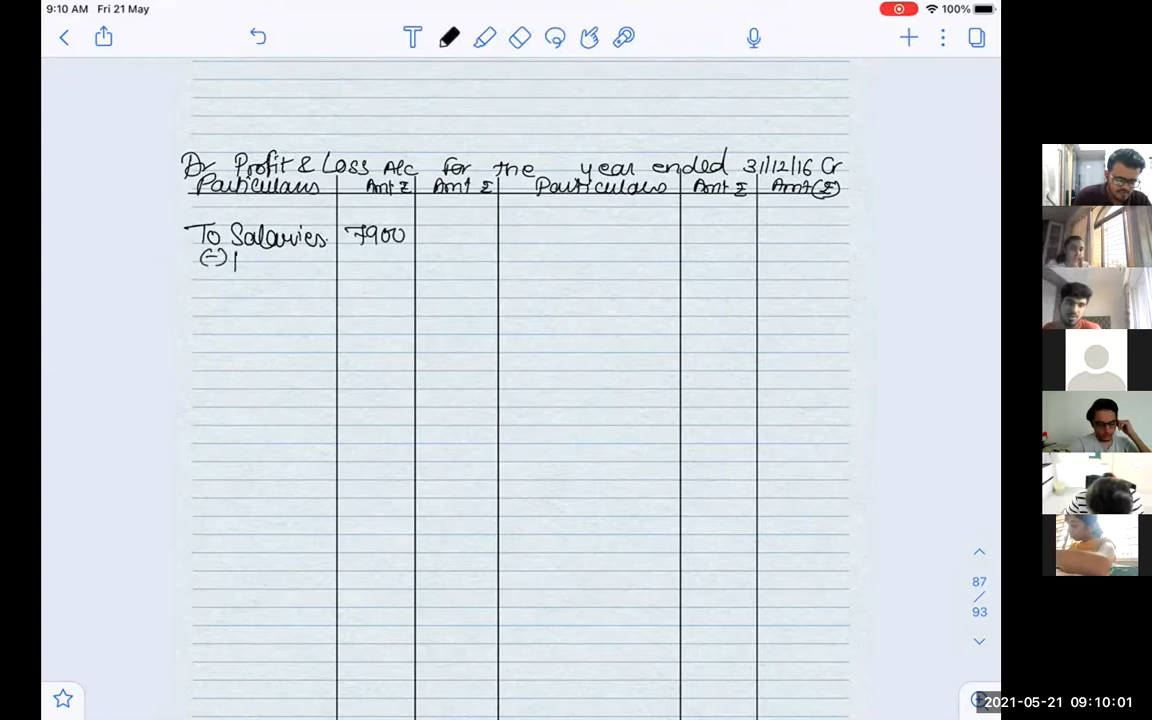 9:10 AM Fri 21 May
100%
T
Dr Profit & Loss A/c for the year ended 31/12/16 Cr
Particulars Amt ₹ Amt ₹ Particulars Amt ₹ Amt (₹)
To Salaries 7900
(-)
87
/
93
2021-05-21 09:10:01